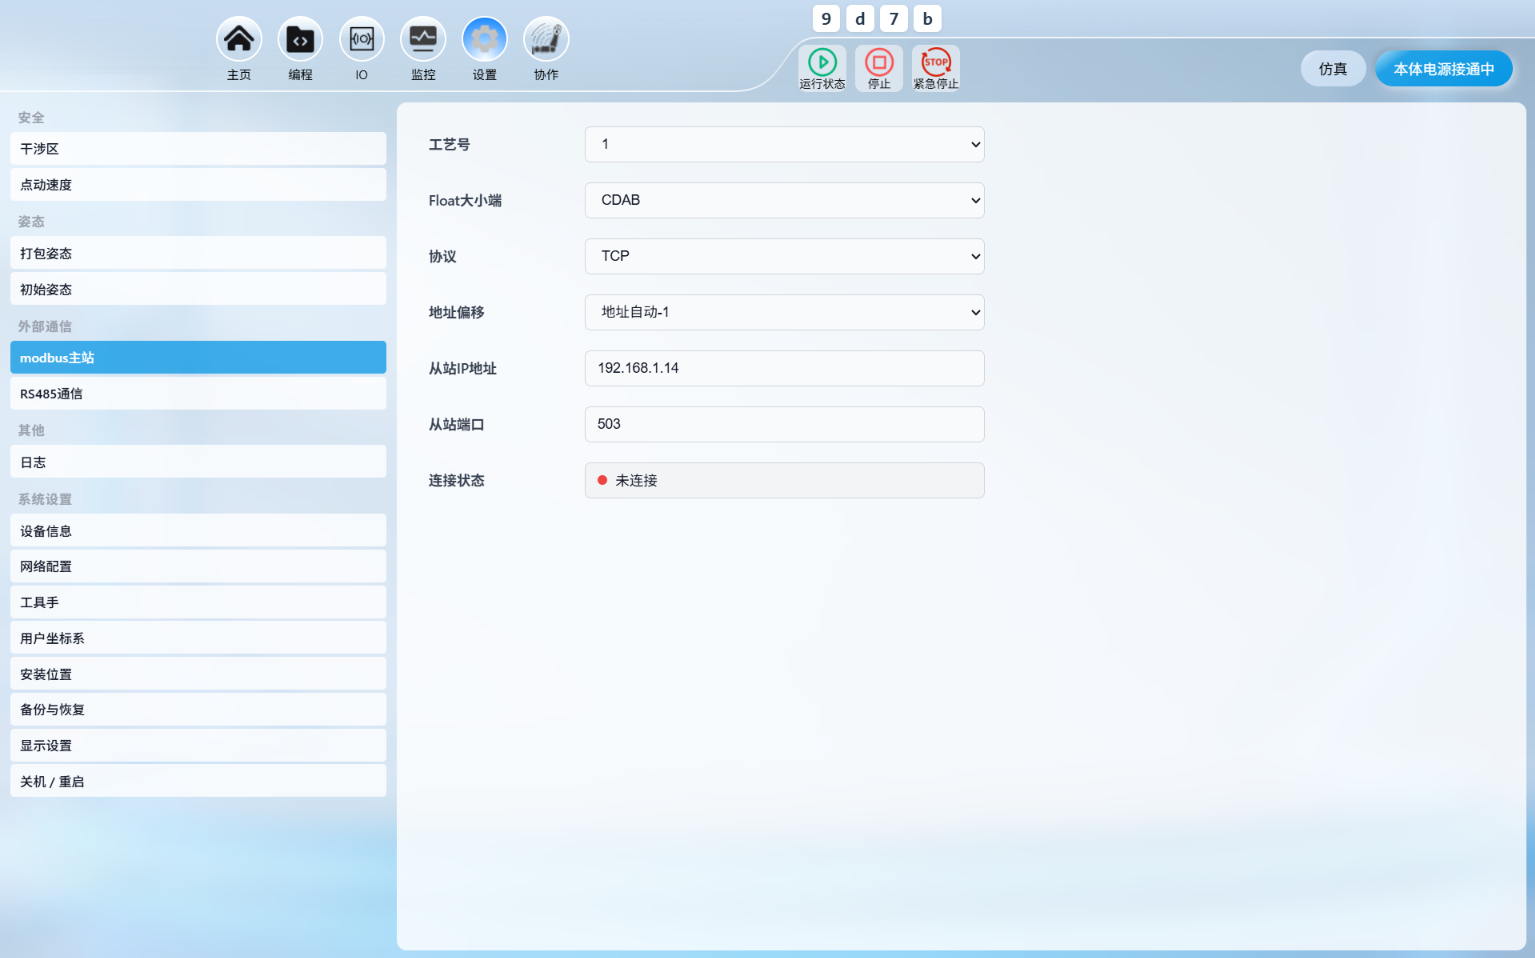 9 d 7 b
主页 编程 IO 监控 设置 协作
运行状态 停止 STOP 紧急停止
仿真 本体电源接通中
安全
干涉区
点动速度
姿态
打包姿态
初始姿态
外部通信
modbus主站
RS485通信
其他
日志
系统设置
设备信息
网络配置
工具手
用户坐标系
安装位置
备份与恢复
显示设置
关机 / 重启
工艺号 1
Float大小端 CDAB
协议 TCP
地址偏移 地址自动-1
从站IP地址 192.168.1.14
从站端口 503
连接状态 未连接